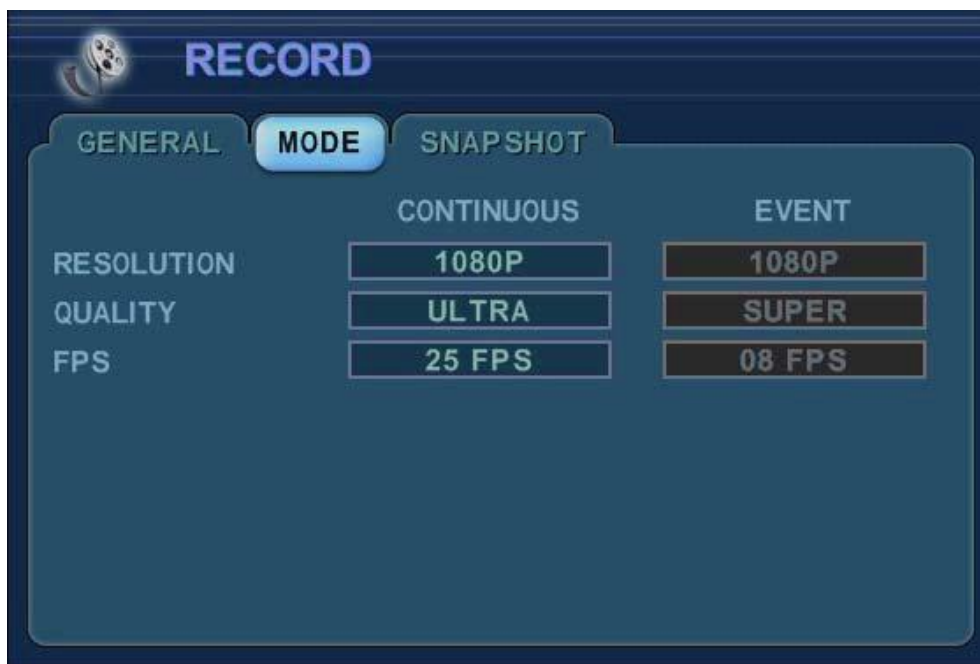 RECORD
GENERAL MODE SNAPSHOT
CONTINUOUS EVENT
RESOLUTION 1080P 1080P
QUALITY ULTRA SUPER
FPS 25 FPS 08 FPS